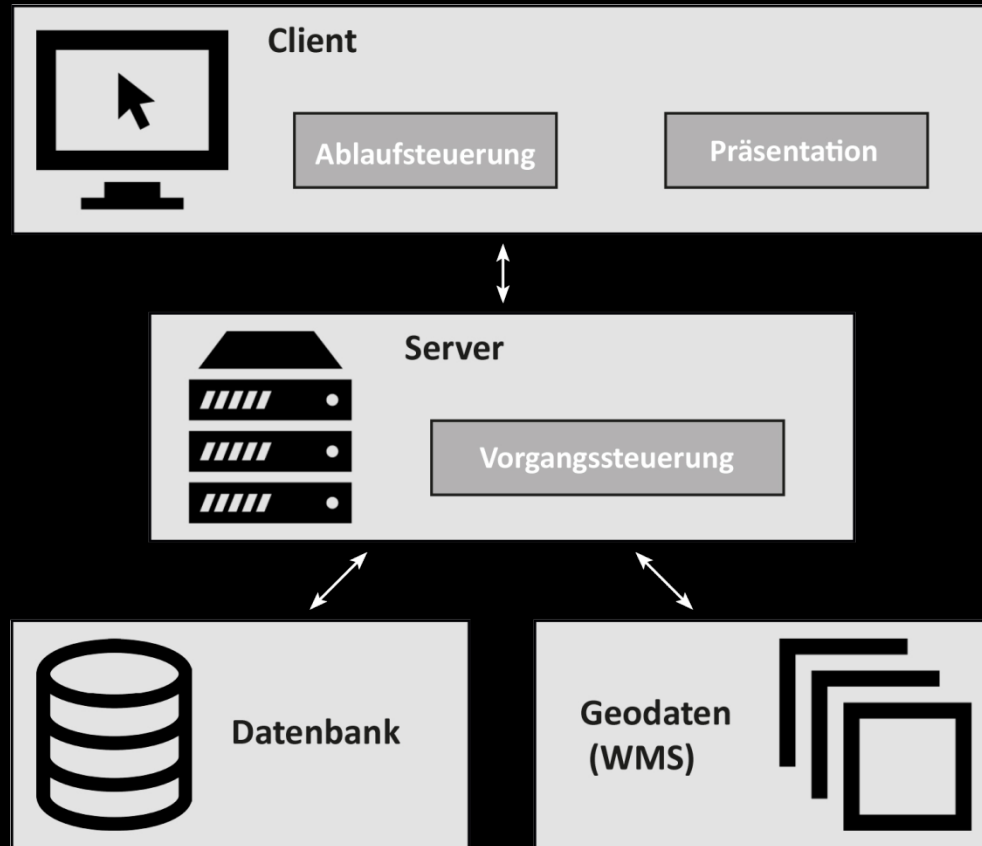 Client
Ablaufsteuerung
Präsentation
Server
Vorgangssteuerung
Datenbank
Geodaten
(WMS)